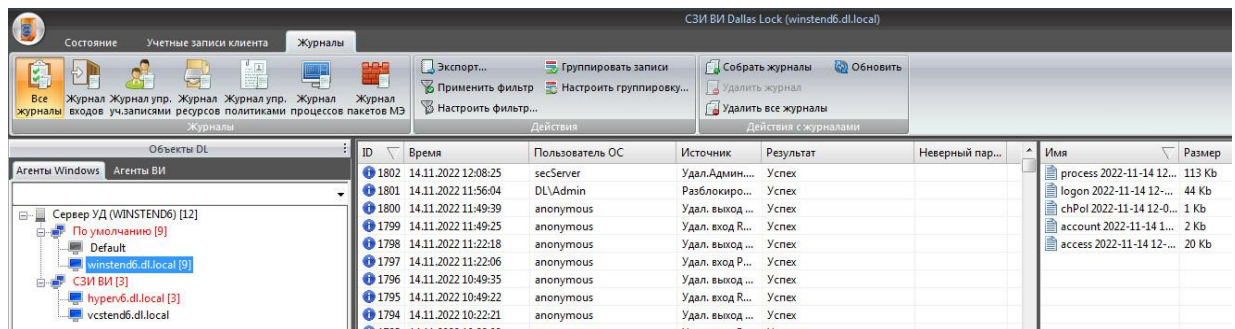 СЗИ ВИ Dallas Lock (winstend6.dl.local)
Состояние Учетные записи клиента Журналы
Все журналы
Журнал входов
Журнал упр. уч.записями
Журнал ресурсов
Журнал упр. политиками
Журнал процессов
Журнал пакетов МЭ
Журналы
Экспорт... Группировать записи
Применить фильтр Настроить группировку...
Настроить фильтр...
Действия
Собрать журналы Обновить
Удалить журнал
Удалить все журналы
Действия с журналами
Объекты DL
Агенты Windows Агенты ВИ
Сервер УД (WINSTEND6) [12]
По умолчанию [9]
Default
winstend6.dl.local [9]
СЗИ ВИ [3]
hyperv6.dl.local [3]
vcstend6.dl.local
ID Время Пользователь ОС Источник Результат Неверный пар...
1802 14.11.2022 12:08:25 secServer Удал.Админ.... Успех
1801 14.11.2022 11:56:04 DL\Admin Разблокиро... Успех
1800 14.11.2022 11:49:39 anonymous Удал. выход ... Успех
1799 14.11.2022 11:49:25 anonymous Удал. вход R... Успех
1798 14.11.2022 11:22:18 anonymous Удал. выход ... Успех
1797 14.11.2022 11:22:06 anonymous Удал. вход P... Успех
1796 14.11.2022 10:49:35 anonymous Удал. выход ... Успех
1795 14.11.2022 10:49:22 anonymous Удал. вход R... Успех
1794 14.11.2022 10:22:21 anonymous Удал. выход ... Успех
Имя Размер
process 2022-11-14 12... 113 Kb
logon 2022-11-14 12-... 44 Kb
chPol 2022-11-14 12-0... 1 Kb
account 2022-11-14 1... 2 Kb
access 2022-11-14 12-... 20 Kb